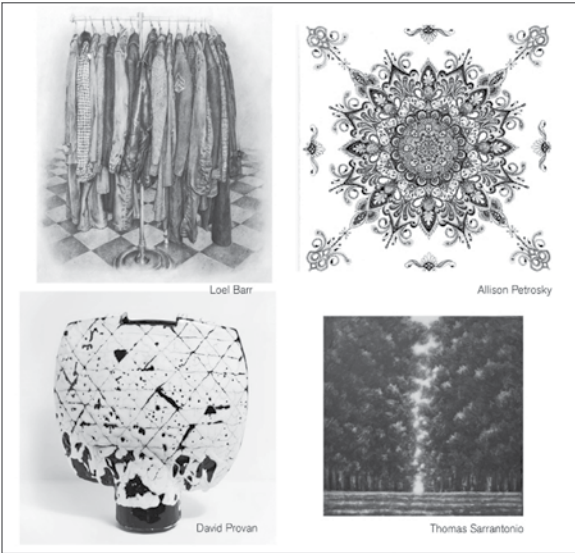 Loel Barr
Allison Petrosky
David Provan
Thomas Sarrantonio